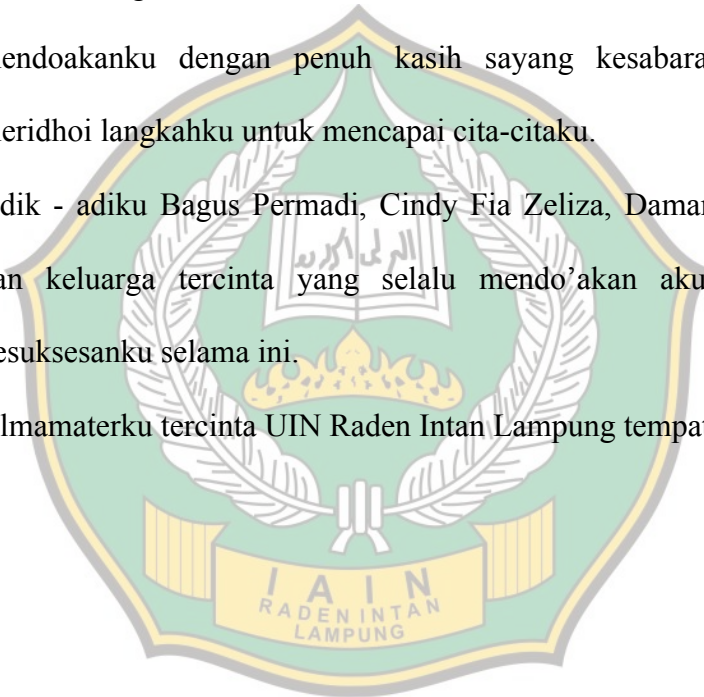 endoakanku dengan penuh kasih sayang kesabara
eridhoi langkahku untuk mencapai cita-citaku.
dik - adiku Bagus Permadi, Cindy Fia Zeliza, Damar
an keluarga tercinta yang selalu mendo’akan aku
esuksesanku selama ini.
lmamaterku tercinta UIN Raden Intan Lampung tempat
I A I N
RADEN INTAN
LAMPUNG